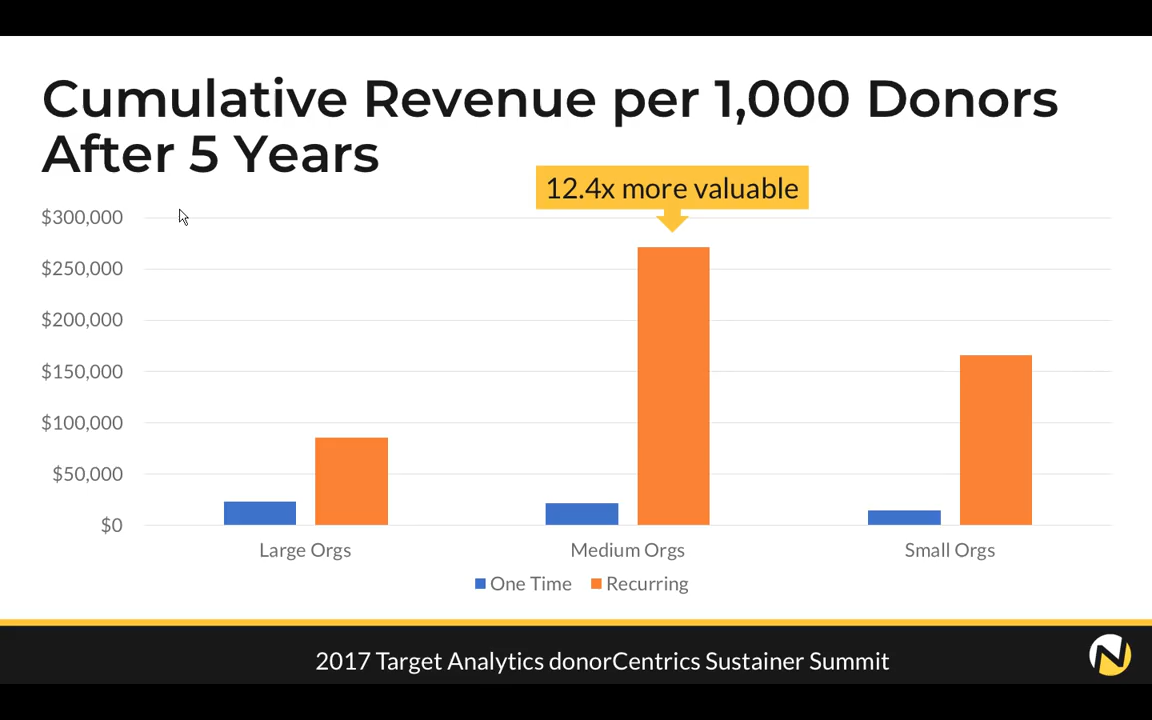 Cumulative Revenue per 1,000 Donors
After 5 Years
12.4x more valuable
$300,000
$250,000
$200,000
$150,000
$100,000
$50,000
$0
Large Orgs
Medium Orgs
Small Orgs
One Time
Recurring
2017 Target Analytics donorCentrics Sustainer Summit
N